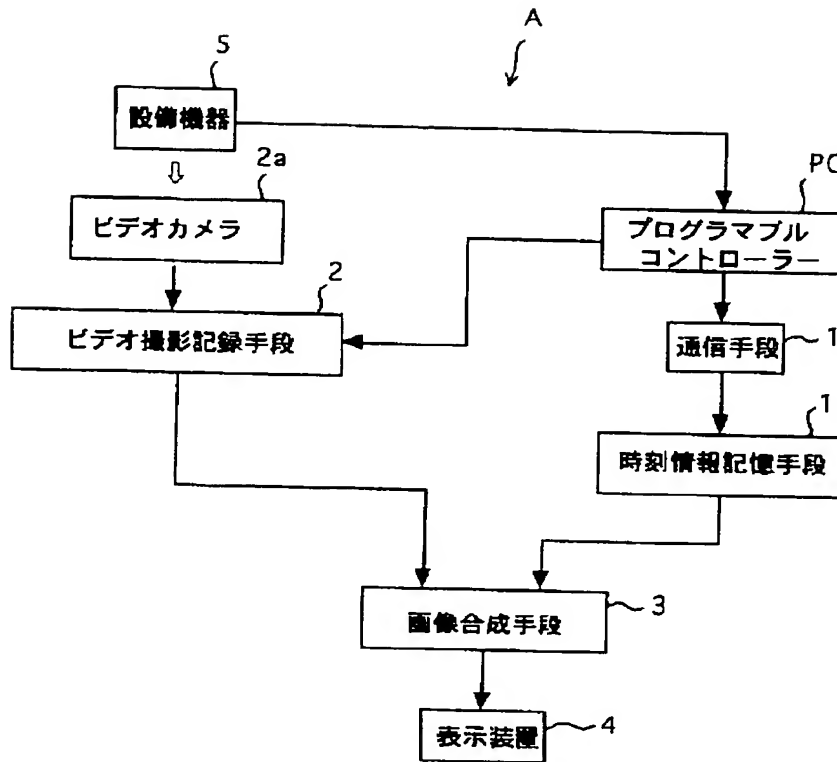 A
5
設備機器
2a
ビデオカメラ
PC
プログラマブル
コントローラー
2
ビデオ撮影記録手段
1
通信手段
1
時刻情報記憶手段
3
画像合成手段
4
表示装置